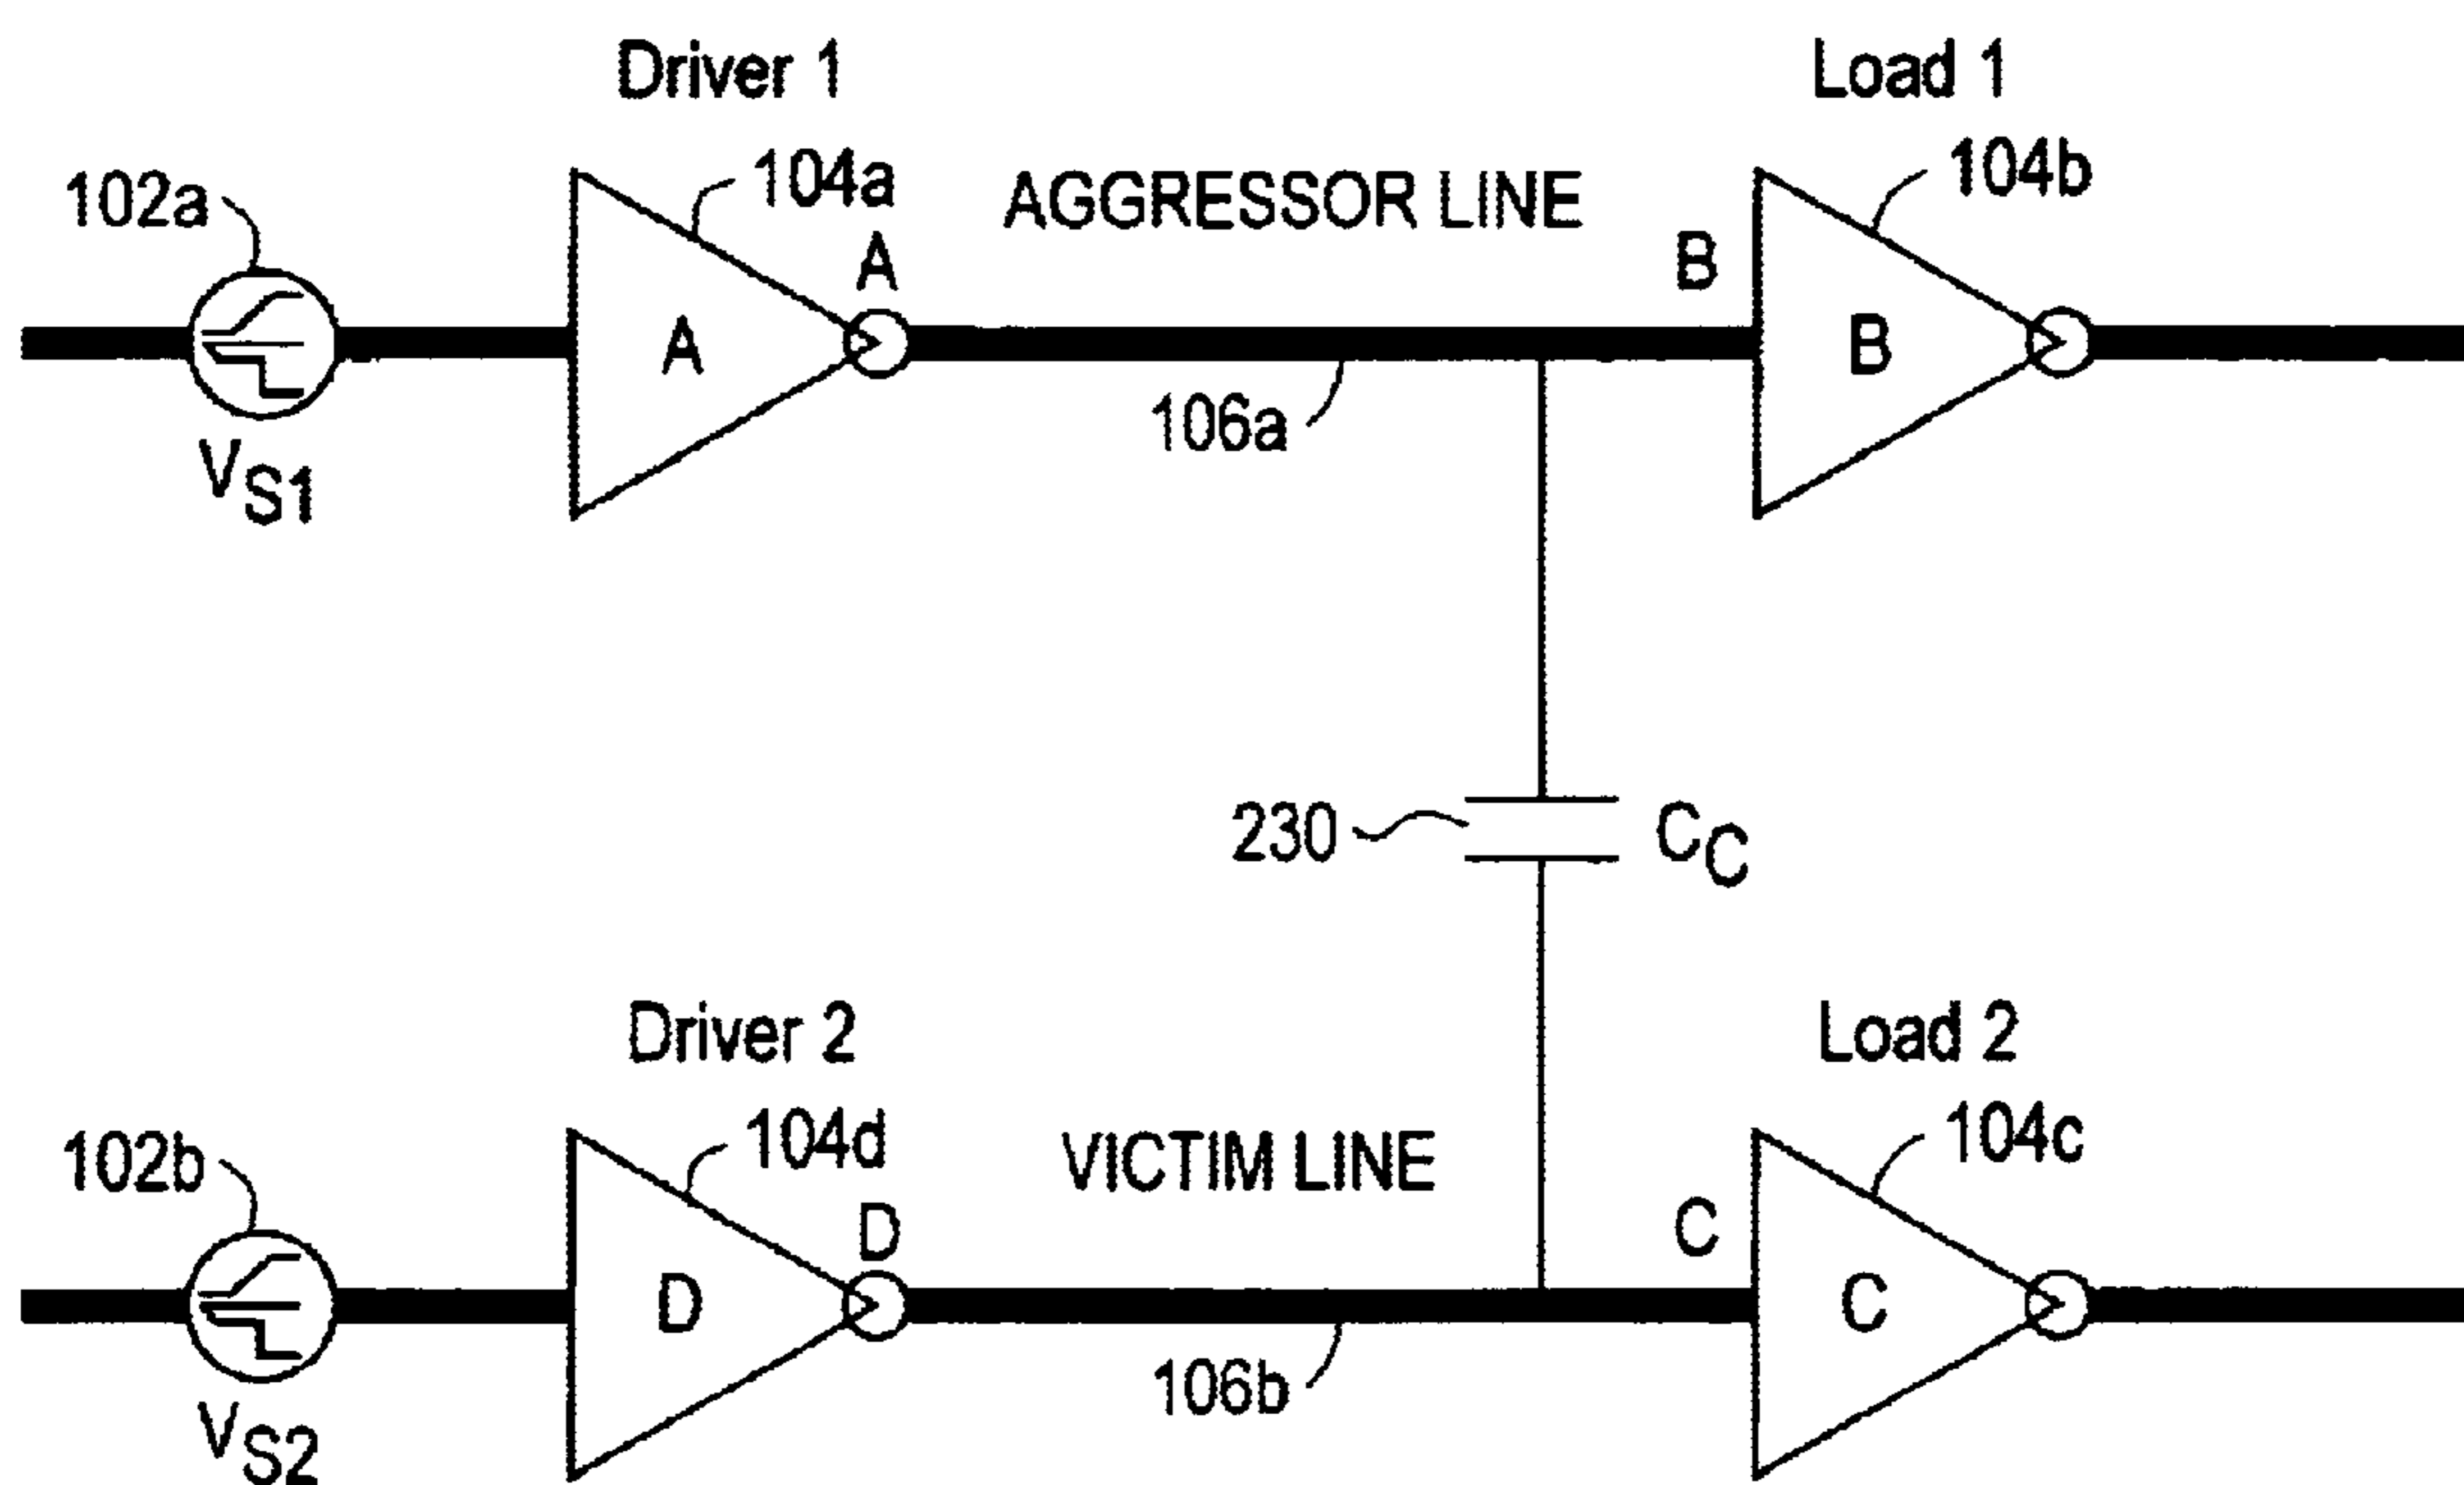 Driver 1
Load 1
102a
104a
AGGRESSOR LINE
104b
A
B
A
B
106a
VS1
230
CC
Driver 2
Load 2
102b
104d
VICTIM LINE
104c
D
C
D
C
106b
VS2